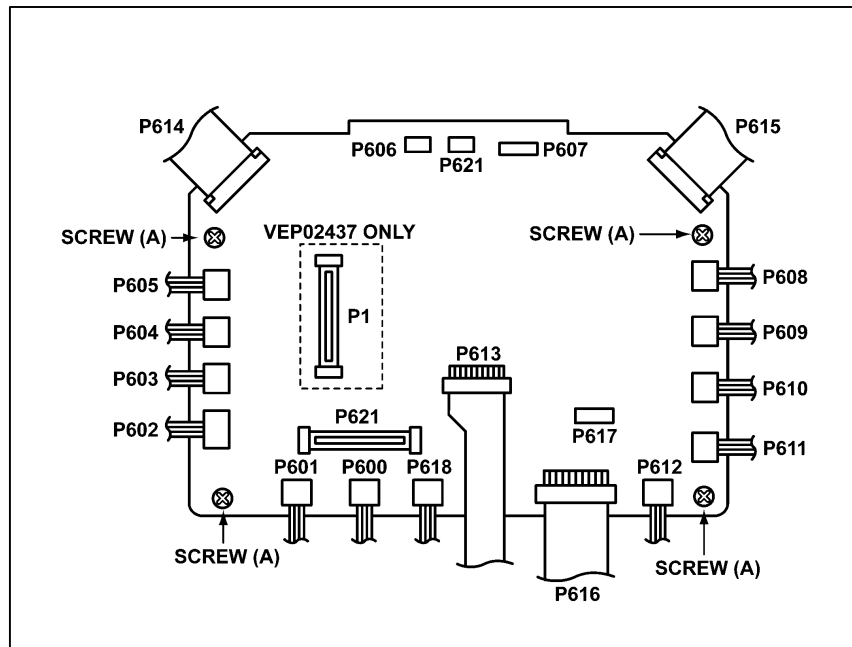 P614
P615
P606
P621
P607
SCREW (A)
VEP02437 ONLY
SCREW (A)
P605
P608
P1
P604
P609
P613
P603
P610
P602
P621
P617
P611
P601
P600
P618
P612
SCREW (A)
SCREW (A)
P616